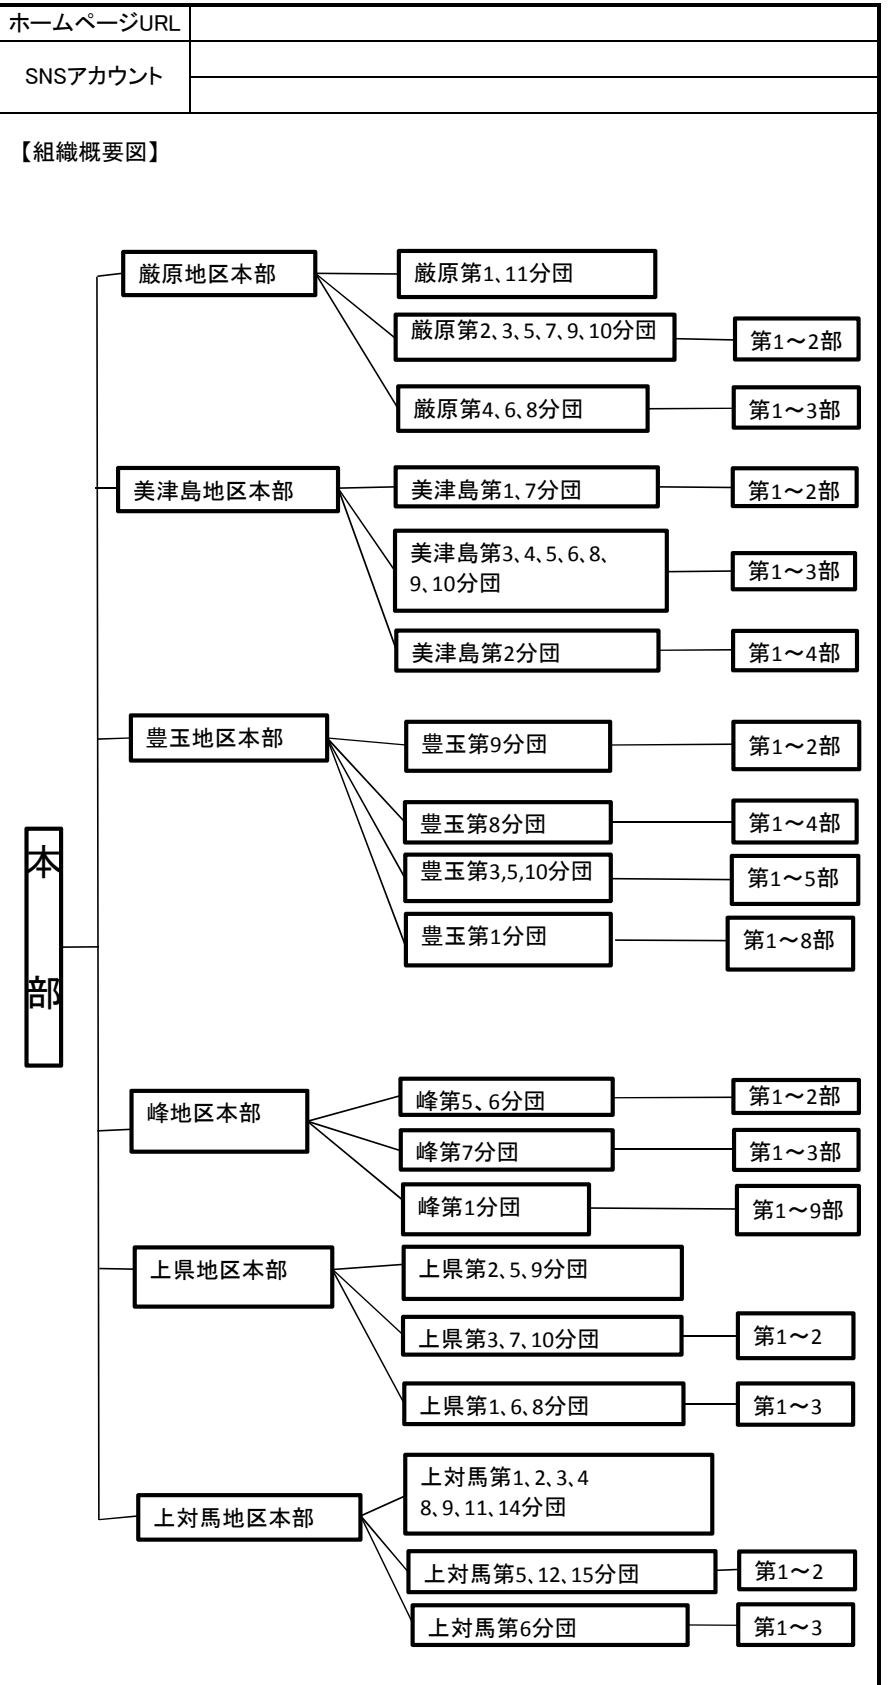 ホームページURL
SNSアカウント
【組織概要図】
本
部
厳原地区本部
厳原第1、11分団
厳原第2、3、5、7、9、10分団
第1～2部
厳原第4、6、8分団
第1～3部
美津島地区本部
美津島第1、7分団
第1～2部
美津島第3、4、5、6、8、
9、10分団
第1～3部
美津島第2分団
第1～4部
豊玉地区本部
豊玉第9分団
第1～2部
豊玉第8分団
第1～4部
豊玉第3,5,10分団
第1～5部
豊玉第1分団
第1～8部
峰地区本部
峰第5、6分団
第1～2部
峰第7分団
第1～3部
峰第1分団
第1～9部
上県地区本部
上県第2、5、9分団
上県第3、7、10分団
第1～2
上県第1、6、8分団
第1～3
上対馬地区本部
上対馬第1、2、3、4
8、9、11、14分団
上対馬第5、12、15分団
第1～2
上対馬第6分団
第1～3